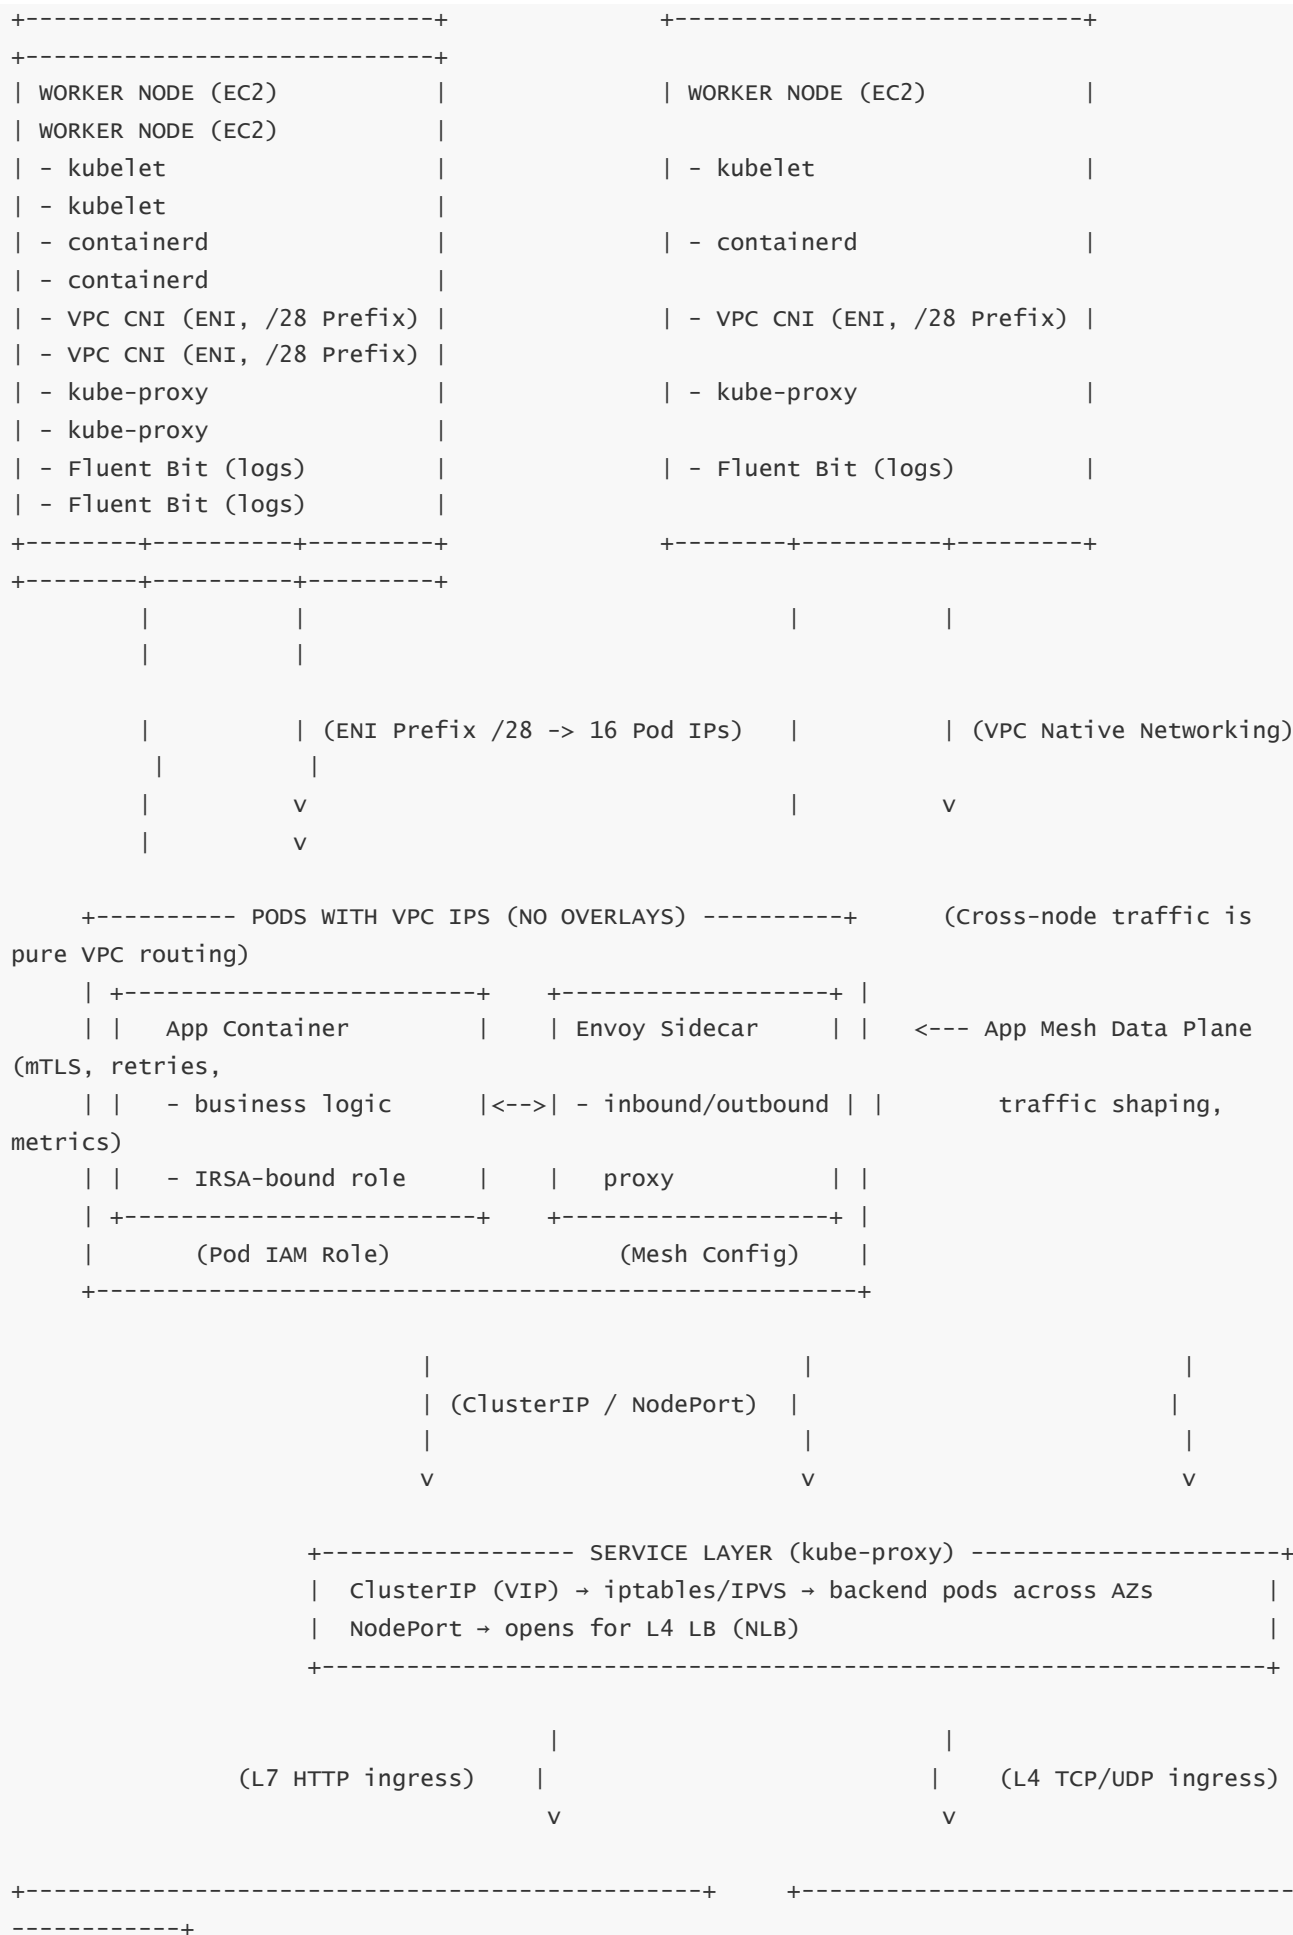 +-----------------------------+               +-----------------------------+
+-----------------------------+
| WORKER NODE (EC2)           |               | WORKER NODE (EC2)           |
| WORKER NODE (EC2)           |
| - kubelet                   |               | - kubelet                   |
| - kubelet                   |
| - containerd                |               | - containerd                |
| - containerd                |
| - VPC CNI (ENI, /28 Prefix) |               | - VPC CNI (ENI, /28 Prefix) |
| - VPC CNI (ENI, /28 Prefix) |
| - kube-proxy                |               | - kube-proxy                |
| - kube-proxy                |
| - Fluent Bit (logs)         |               | - Fluent Bit (logs)         |
| - Fluent Bit (logs)         |
+--------+----------+---------+               +--------+----------+---------+
+--------+----------+---------+
         |          |                                  |          |
         |          |
         |          | (ENI Prefix /28 -> 16 Pod IPs)   |          | (VPC Native Networking)
          |          |
         |          v                                  |          v
         |          v
     +---------- PODS WITH VPC IPS (NO OVERLAYS) ----------+      (Cross-node traffic is
pure VPC routing)
     | +-------------------------+     +-------------------+ |
     | |   App Container         |   | Envoy Sidecar     | |   <--- App Mesh Data Plane
(mTLS, retries,
     | |   - business logic      |<-->| - inbound/outbound | |        traffic shaping,
metrics)
     | |   - IRSA-bound role     |   |   proxy           | |
     | +-------------------------+     +-------------------+ |
     |       (Pod IAM Role)                (Mesh Config)    |
     +------------------------------------------------------+
                             |                          |                          |
                             | (ClusterIP / NodePort)  |                          |
                             |                          |                          |
                             v                          v                          v
                     +------------------ SERVICE LAYER (kube-proxy) ----------------------+
                     |  ClusterIP (VIP) → iptables/IPVS → backend pods across AZs        |
                     |  NodePort → opens for L4 LB (NLB)                                 |
                     +-------------------------------------------------------------------+
                                      |                           |
                (L7 HTTP ingress)    |                           |    (L4 TCP/UDP ingress)
                                      v                           v
+------------------------------------------------+     +-----------------------------------
------------+